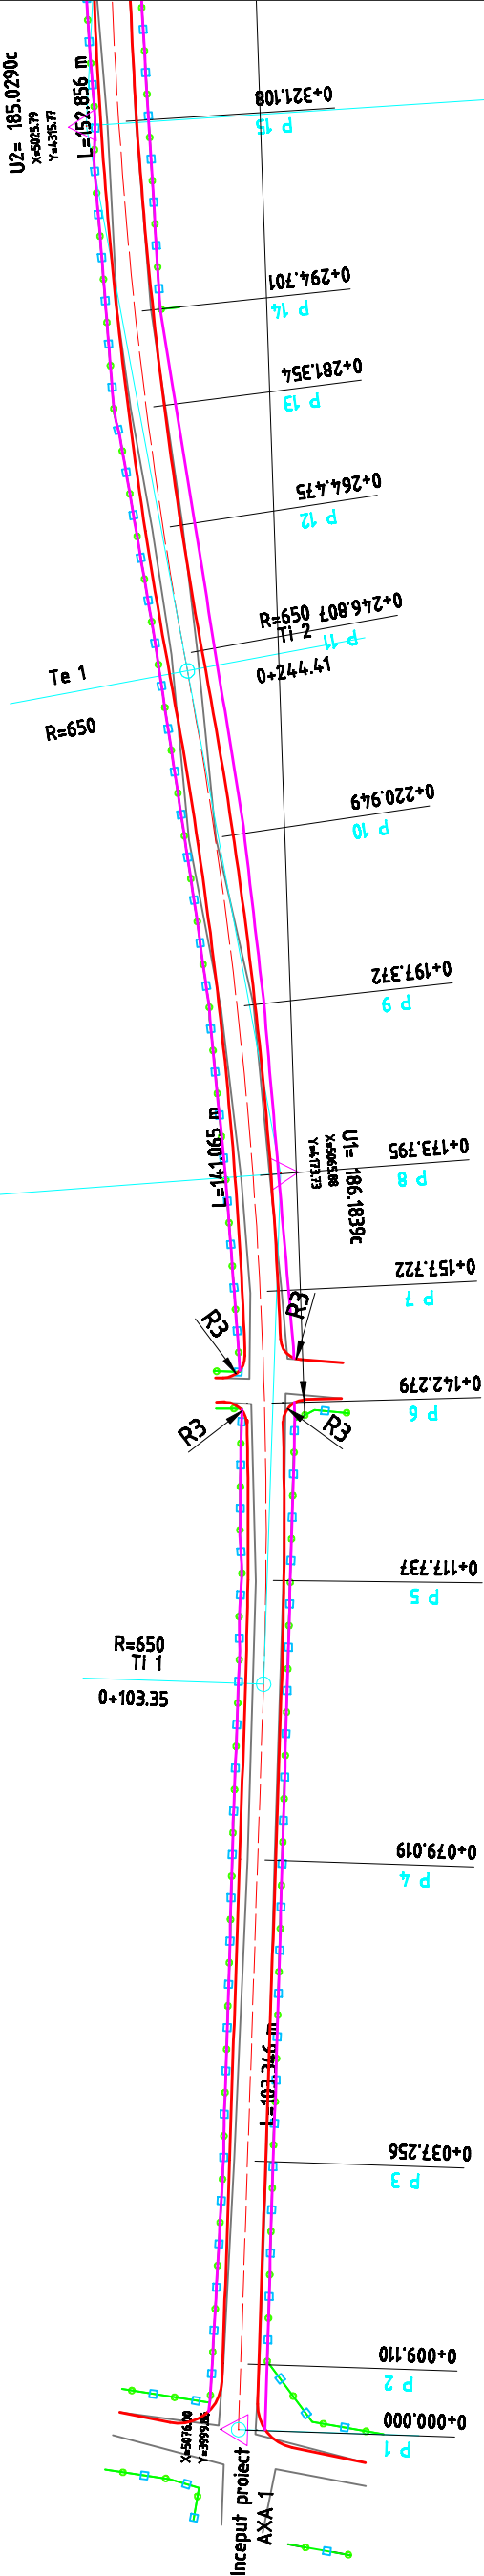 U2= 185.0290c
X=5025.79
Y=4315.77
L=152.856 m
0+321.108
P 15
0+294.701
P 14
0+281.354
P 13
0+264.475
P 12
0+246.807
P 11
R=650
Ti 2
0+244.41
Te 1
R=650
0+220.949
P 10
0+197.372
P 9
L=141.065 m
U1= 186.1839c
X=5065.88
Y=4173.73
0+173.795
P 8
0+157.722
P 7
R3
R3
0+142.279
P 6
R3
R3
0+117.737
P 5
R=650
Ti 1
0+103.35
0+079.019
P 4
L=103.346 m
0+037.256
P 3
0+009.110
P 2
0+000.000
P 1
X=5076.00
Inceput proiect
AXA 1